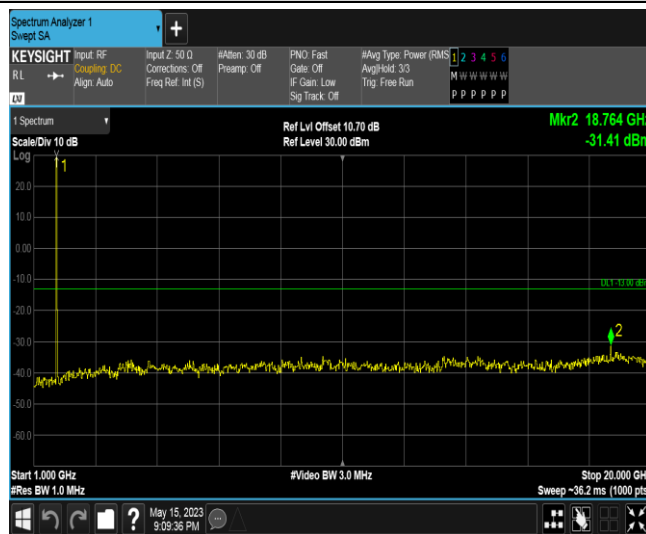 Spectrum Analyzer 1
Swept SA
+
KEYSIGHT
RL
LXI
Input: RF
Coupling: DC
Align: Auto
Input Z: 50 Ω
Corrections: Off
Freq Ref: Int (S)
#Atten: 30 dB
Preamp: Off
PNO: Fast
Gate: Off
IF Gain: Low
Sig Track: Off
#Avg Type: Power (RMS
Avg|Hold: 3/3
Trig: Free Run
1 2 3 4 5 6
M W W W W W
P P P P P P
1 Spectrum
Scale/Div 10 dB
Log
Ref Lvl Offset 10.70 dB
Ref Level 30.00 dBm
Mkr2 18.764 GHz
-31.41 dBm
1
20.0
10.0
0.00
-10.0
DL1 -13.00 dBm
-20.0
-30.0
2
-40.0
-50.0
-60.0
Start 1.000 GHz
#Res BW 1.0 MHz
#Video BW 3.0 MHz
Stop 20.000 GH
Sweep ~36.2 ms (1000 pts
?
May 15, 2023
9:09:36 PM